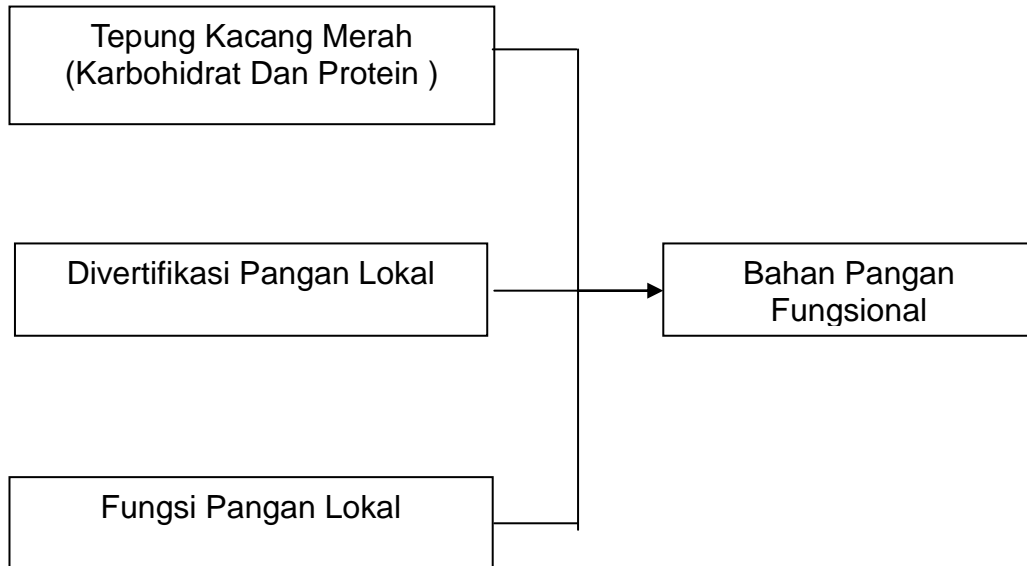 Tepung Kacang Merah
(Karbohidrat Dan Protein )
Divertifikasi Pangan Lokal
Bahan Pangan
Fungsional
Fungsi Pangan Lokal